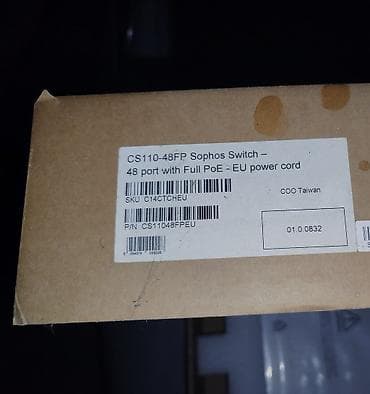 CS110-48FP Sophos Switch –
48 port with Full PoE - EU power cord
SKU C14CTCHEU
COO Taiwan
P/N CS11048FPEU
01.0.0832